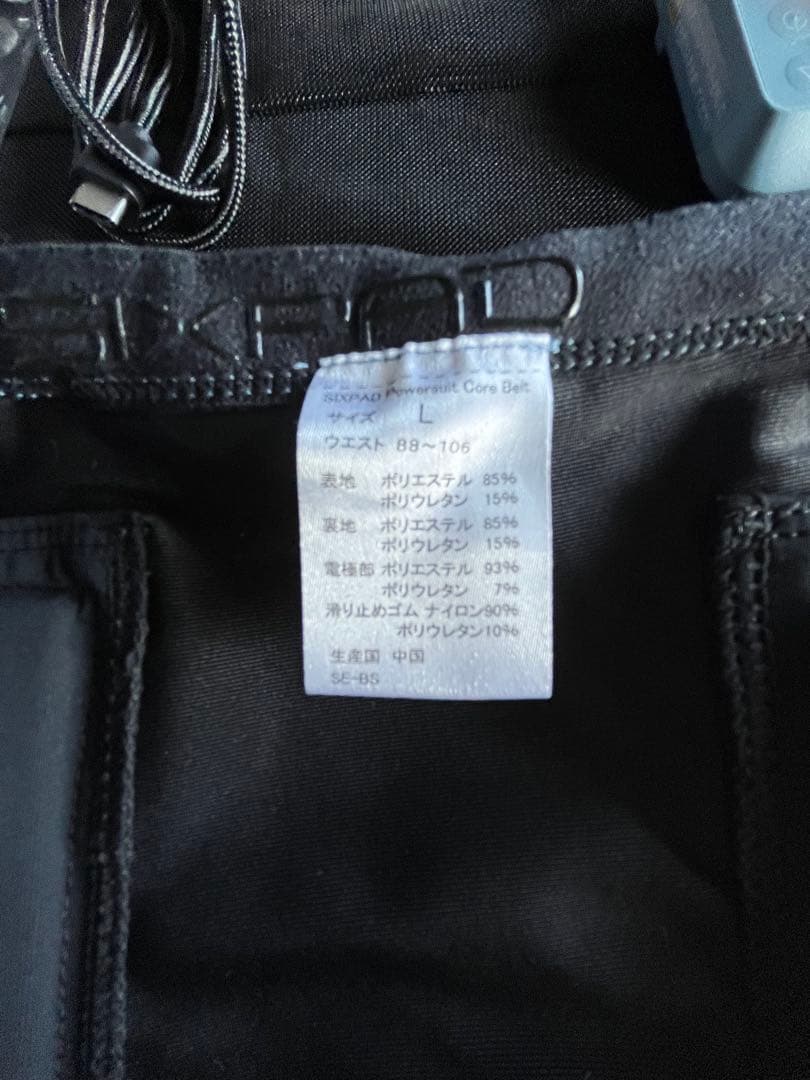 SIXPAD
SIXPAD Powersuit Core Belt
サイズ L
ウエスト 88～106
表地 ポリエステル 85%
ポリウレタン 15%
裏地 ポリエステル 85%
ポリウレタン 15%
電極部 ポリエステル 93%
ポリウレタン 7%
滑り止めゴム ナイロン90%
ポリウレタン10%
生産国 中国
SE-BS